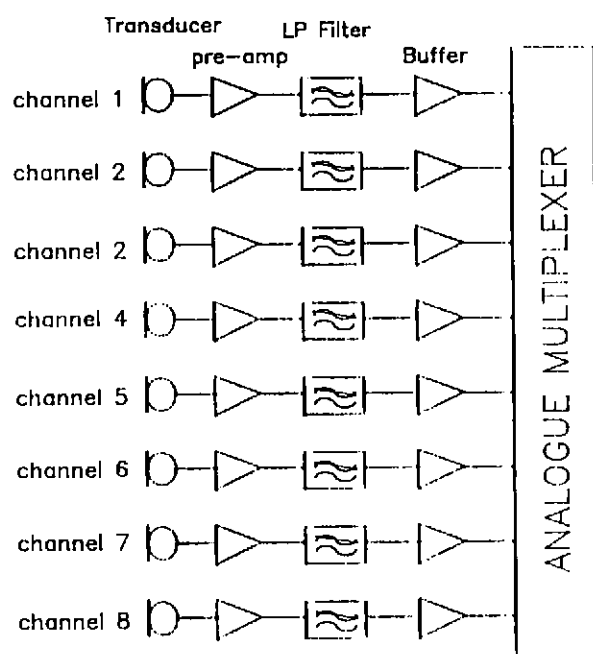 Transducer LP Filter
pre-amp Buffer
channel 1
channel 2
channel 2
channel 4
channel 5
channel 6
channel 7
channel 8
ANALOGUE MULTIPLEXER